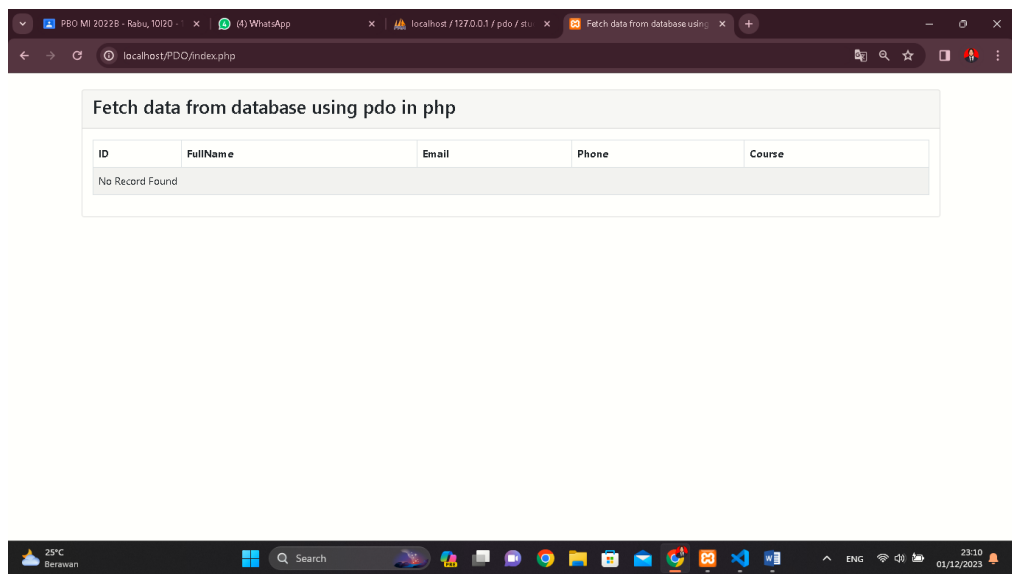 PBO MI 2022B - Rabu, 10I20 -
(4) WhatsApp
localhost / 127.0.0.1 / pdo / stu
Fetch data from database using
localhost/PDO/index.php
Fetch data from database using pdo in php
ID FullName Email Phone Course
No Record Found
25°C
Berawan
Search
ENG
23:10
01/12/2023